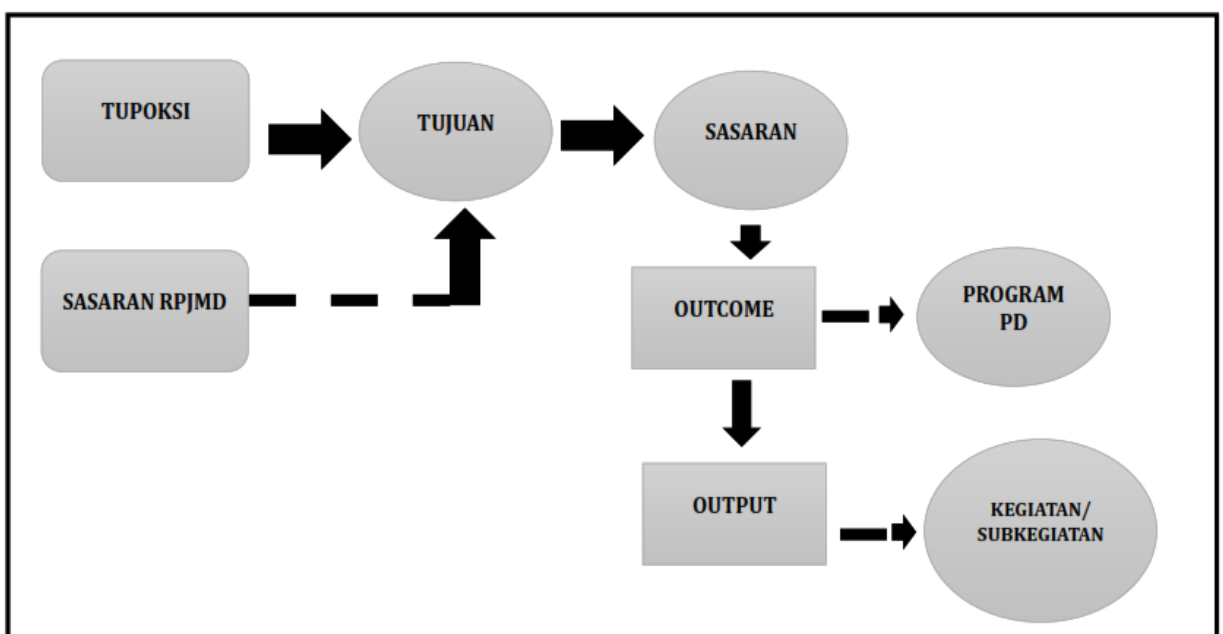 TUPOKSI
TUJUAN
SASARAN
SASARAN RPJMD
OUTCOME
PROGRAM
PD
OUTPUT
KEGIATAN/
SUBKEGIATAN